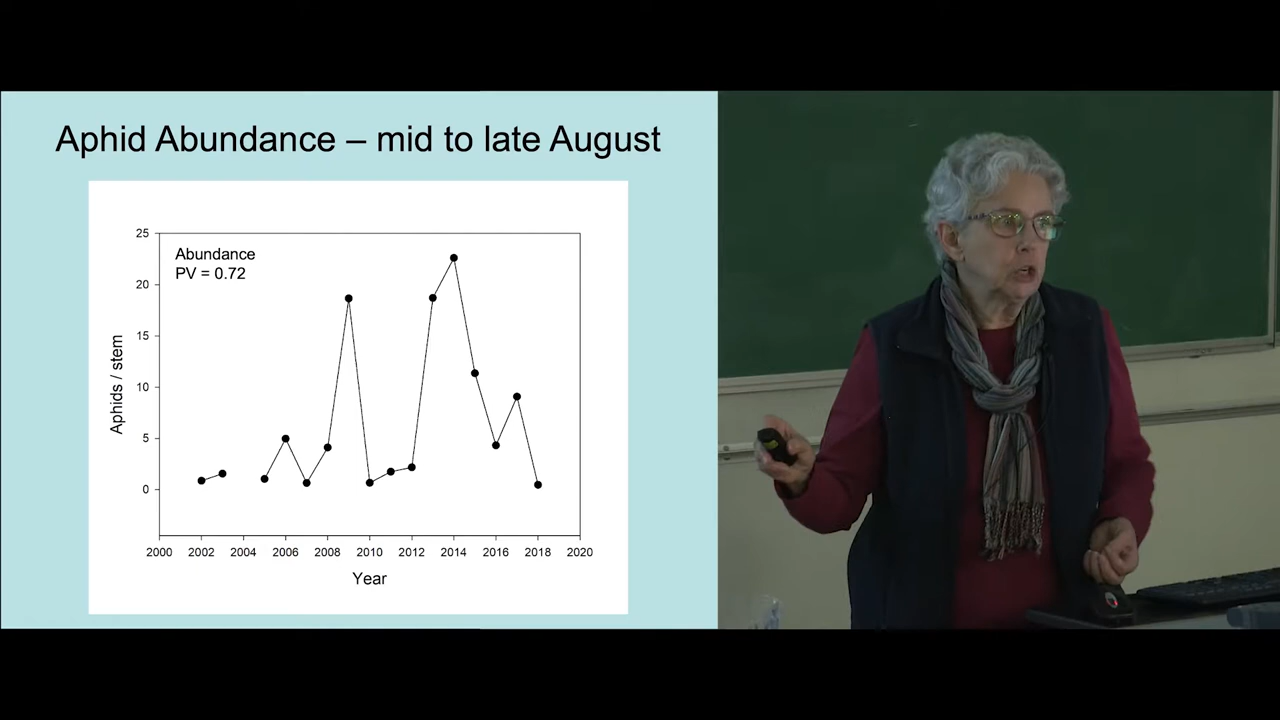 Aphid Abundance – mid to late August
Abundance
PV = 0.72
25
20
15
10
5
0
Aphids / stem
2000 2002 2004 2006 2008 2010 2012 2014 2016 2018 2020
Year